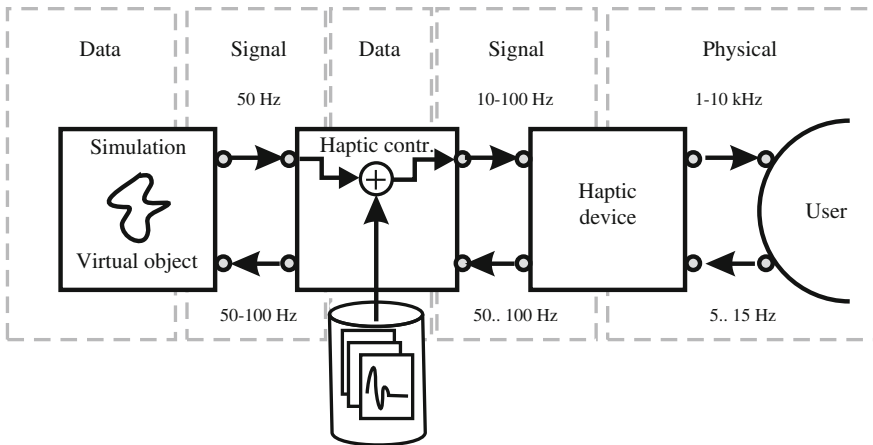 Data
Signal
Data
Signal
Physical
50 Hz
10-100 Hz
1-10 kHz
Simulation
Haptic contr.
Haptic
device
User
Virtual object
50-100 Hz
50.. 100 Hz
5.. 15 Hz